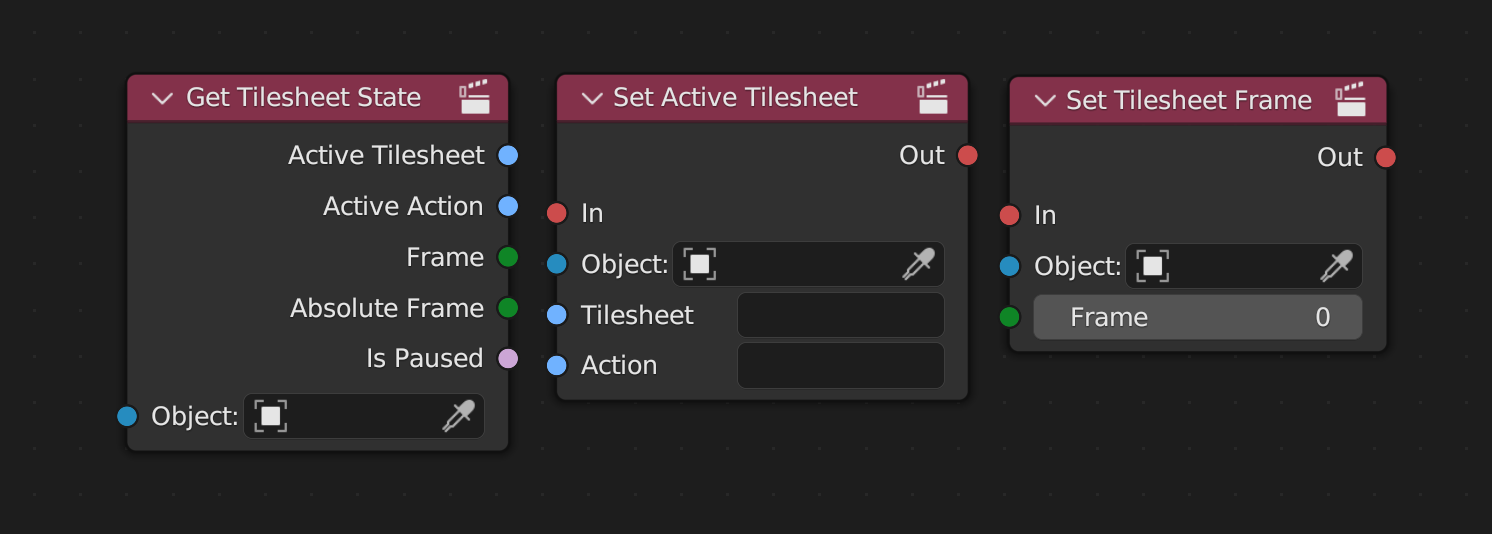 Get Tilesheet State
Active Tilesheet
Active Action
Frame
Absolute Frame
Is Paused
Object:
Set Active Tilesheet
Out
In
Object:
Tilesheet
Action
Set Tilesheet Frame
Out
In
Object:
Frame 0